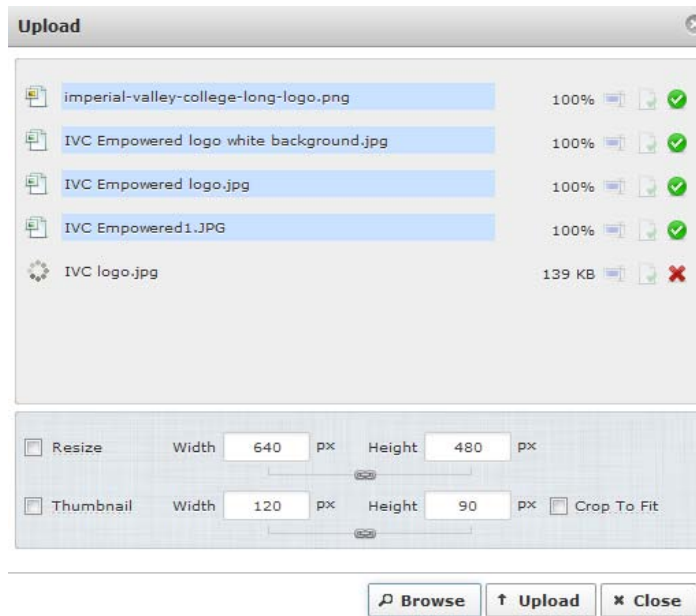 Upload
imperial-valley-college-long-logo.png 100%
IVC Empowered logo white background.jpg 100%
IVC Empowered logo.jpg 100%
IVC Empowered1.JPG 100%
IVC logo.jpg 139 KB
Resize Width 640 px Height 480 px
Thumbnail Width 120 px Height 90 px Crop To Fit
Browse Upload Close